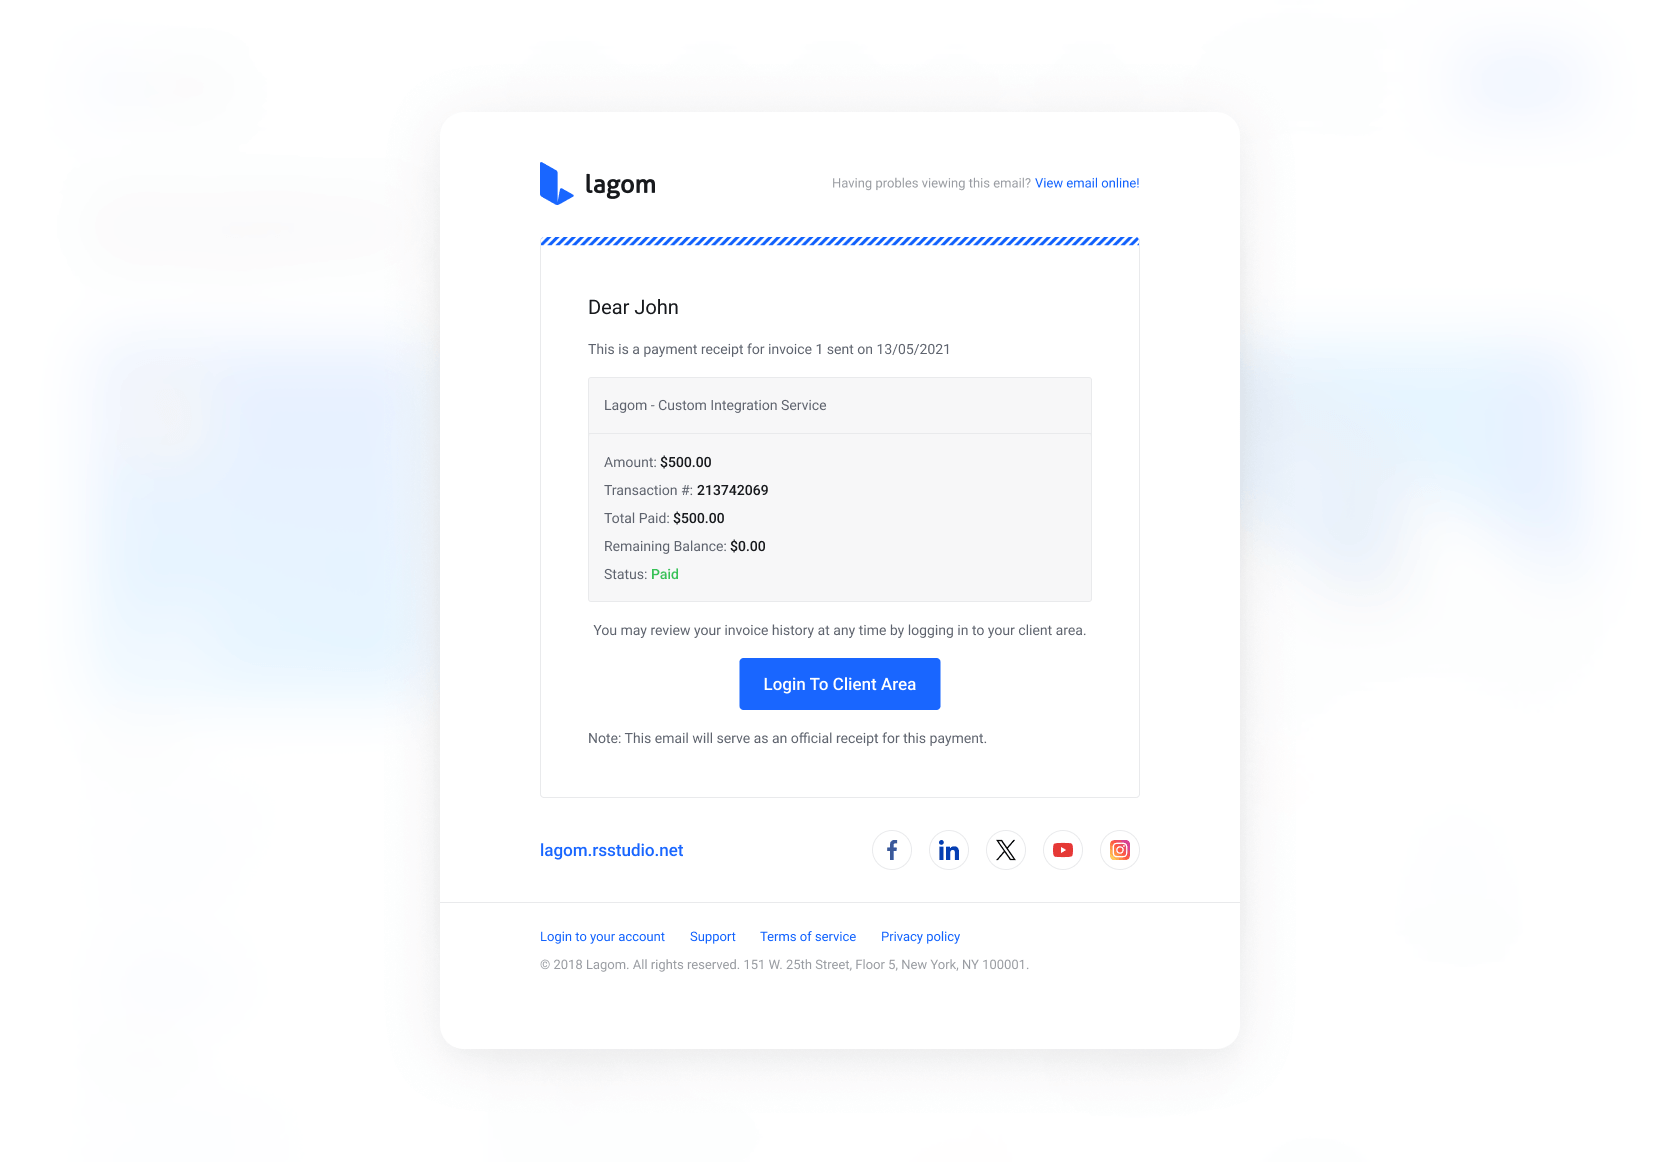 lagom
Having probles viewing this email? View email online!
Dear John
This is a payment receipt for invoice 1 sent on 13/05/2021
Lagom - Custom Integration Service
Amount: $500.00
Transaction #: 213742069
Total Paid: $500.00
Remaining Balance: $0.00
Status: Paid
You may review your invoice history at any time by logging in to your client area.
Login To Client Area
Note: This email will serve as an official receipt for this payment.
lagom.rsstudio.net
Login to your account Support Terms of service Privacy policy
© 2018 Lagom. All rights reserved. 151 W. 25th Street, Floor 5, New York, NY 100001.